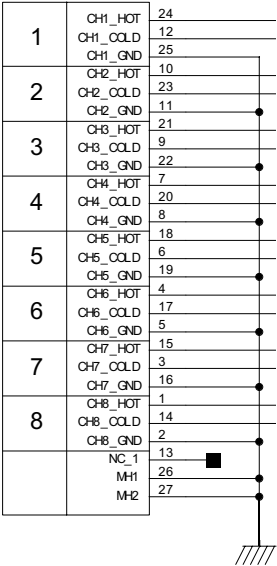 1
CH1_HOT 24
CH1_COLD 12
CH1_GND 25
2
CH2_HOT 10
CH2_COLD 23
CH2_GND 11
3
CH3_HOT 21
CH3_COLD 9
CH3_GND 22
4
CH4_HOT 7
CH4_COLD 20
CH4_GND 8
5
CH5_HOT 18
CH5_COLD 6
CH5_GND 19
6
CH6_HOT 4
CH6_COLD 17
CH6_GND 5
7
CH7_HOT 15
CH7_COLD 3
CH7_GND 16
8
CH8_HOT 1
CH8_COLD 14
CH8_GND 2
NC_1 13
MH1 26
MH2 27